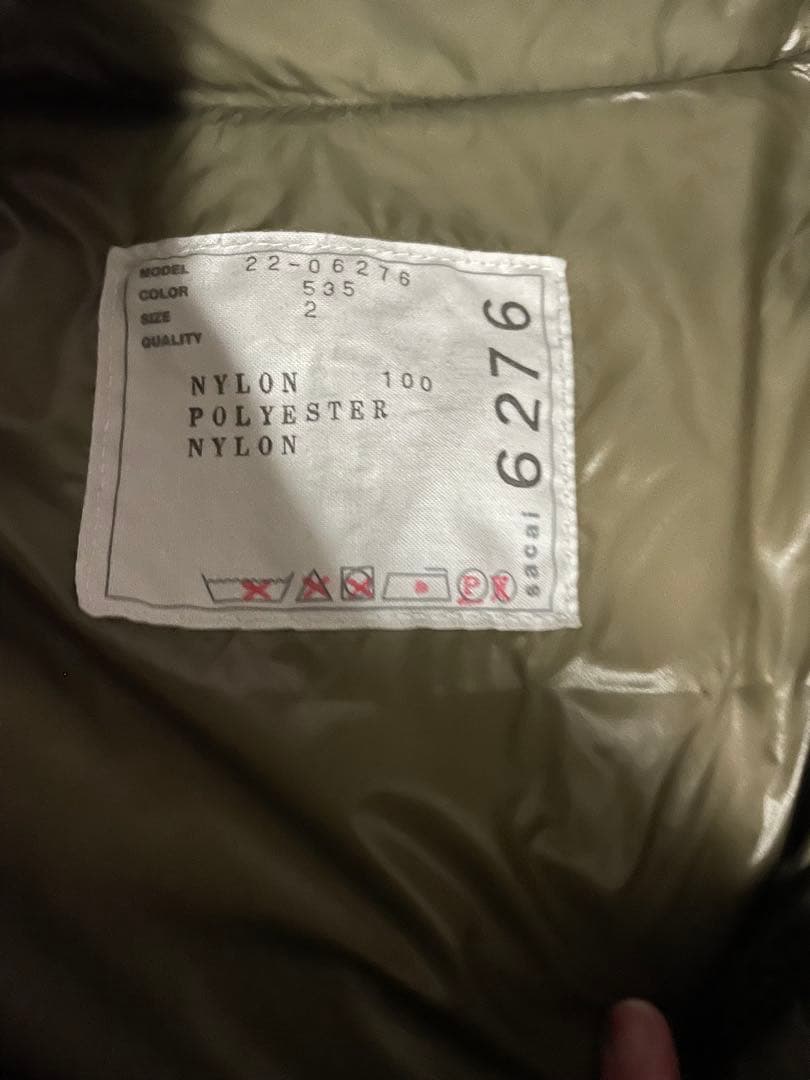 MODEL 22-06276
COLOR 535
SIZE 2
QUALITY
NYLON 100
POLYESTER
NYLON
sacai 6276
P